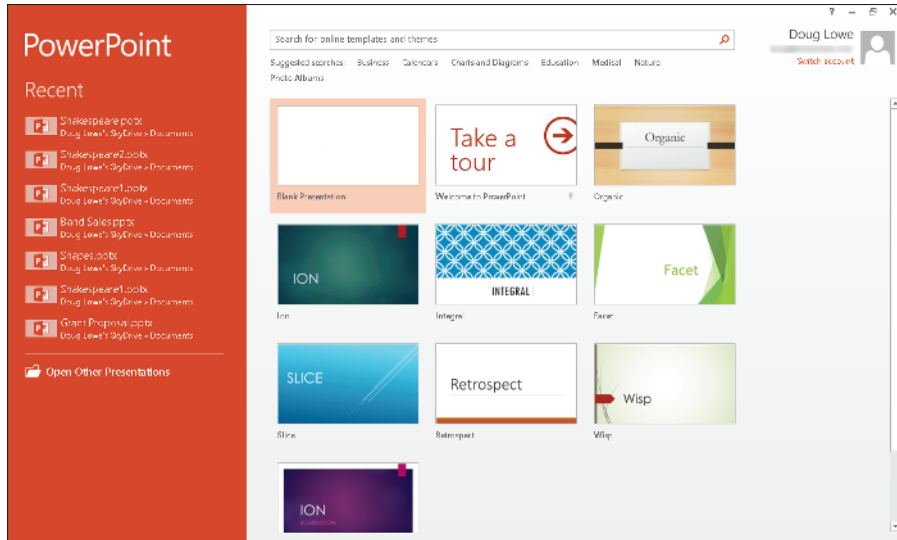 PowerPoint
Recent
Shakespeare.potx
Doug Lowe's SkyDrive » Documents
Shakespeare2.pptx
Doug Lowe's SkyDrive » Documents
Shakespeare1.pptx
Doug Lowe's SkyDrive » Documents
Band Sales.pptx
Doug Lowe's SkyDrive » Documents
Shapes.pptx
Doug Lowe's SkyDrive » Documents
Shakespeare1.potx
Doug Lowe's SkyDrive » Documents
Grant Proposal.pptx
Doug Lowe's SkyDrive » Documents
Open Other Presentations
?
Doug Lowe
Switch account
Search for online templates and themes
Suggested searches: Business Calendars Charts and Diagrams Education Medical Nature
Photo Albums
Blank Presentation
Take a
tour
Welcome to PowerPoint
Organic
Organic
ION
Ion
INTEGRAL
Integral
Facet
Facet
SLICE
Slice
Retrospect
Retrospect
Wisp
Wisp
ION
BOARDROOM